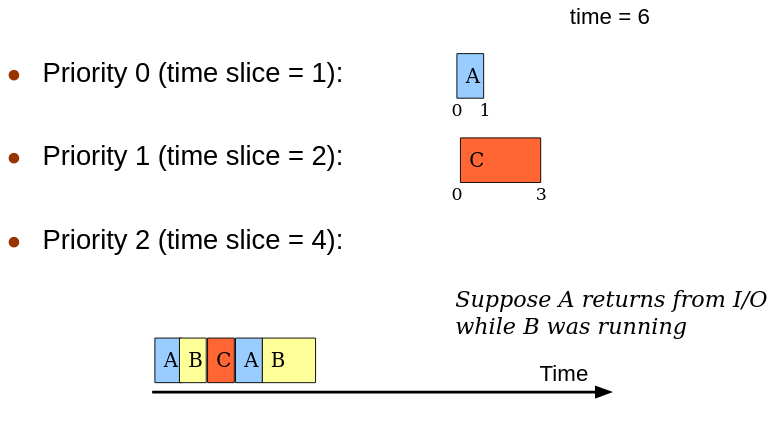 time = 6
Priority 0 (time slice = 1):
A
0 1
Priority 1 (time slice = 2):
C
0 3
Priority 2 (time slice = 4):
Suppose A returns from I/O
while B was running
A B C A B
Time